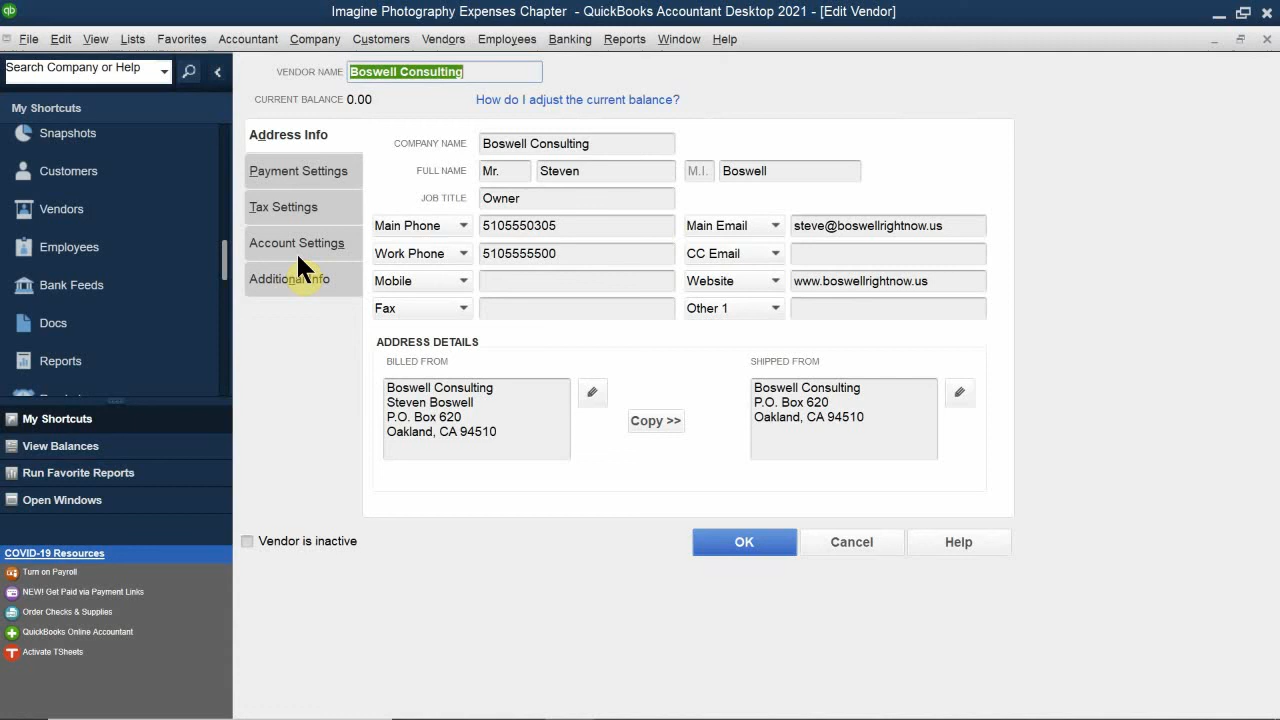 Imagine Photography Expenses Chapter - QuickBooks Accountant Desktop 2021 - [Edit Vendor]
File Edit View Lists Favorites Accountant Company Customers Vendors Employees Banking Reports Window Help
Search Company or Help
My Shortcuts
Snapshots
Customers
Vendors
Employees
Bank Feeds
Docs
Reports
My Shortcuts
View Balances
Run Favorite Reports
Open Windows
COVID-19 Resources
Turn on Payroll
NEW! Get Paid via Payment Links
Order Checks & Supplies
QuickBooks Online Accountant
Activate TSheets
VENDOR NAME Boswell Consulting
CURRENT BALANCE 0.00 How do I adjust the current balance?
Address Info
Payment Settings
Tax Settings
Account Settings
Additional Info
COMPANY NAME Boswell Consulting
FULL NAME Mr. Steven M.I. Boswell
JOB TITLE Owner
Main Phone 5105550305 Main Email steve@boswellrightnow.us
Work Phone 5105555500 CC Email
Mobile Website www.boswellrightnow.us
Fax Other 1
ADDRESS DETAILS
BILLED FROM
Boswell Consulting
Steven Boswell
P.O. Box 620
Oakland, CA 94510
Copy >>
SHIPPED FROM
Boswell Consulting
P.O. Box 620
Oakland, CA 94510
Vendor is inactive
OK Cancel Help